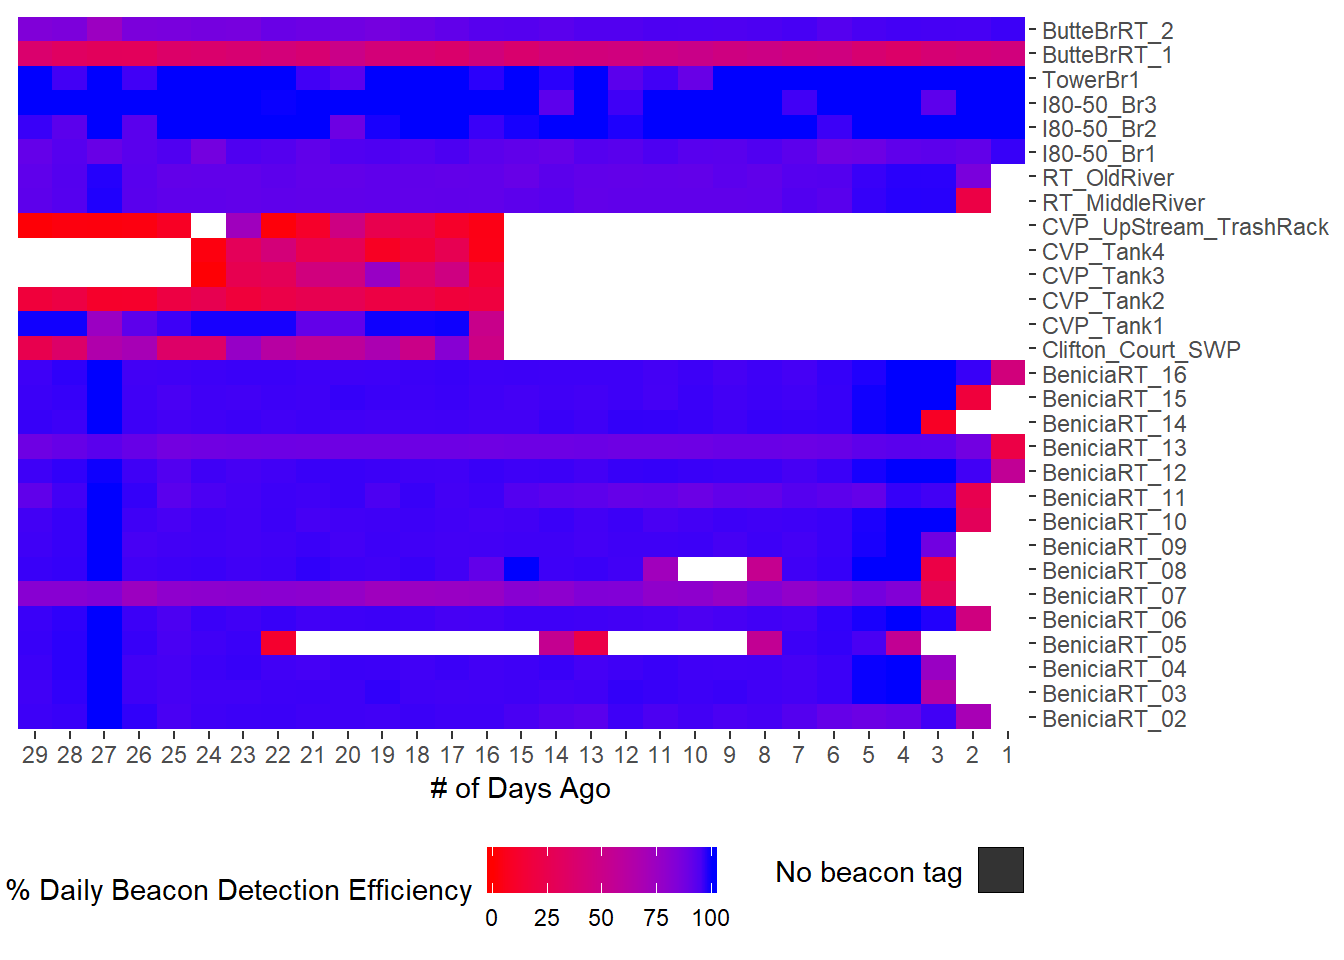 ButteBrRT_2
ButteBrRT_1
TowerBr1
I80-50_Br3
I80-50_Br2
I80-50_Br1
RT_OldRiver
RT_MiddleRiver
CVP_UpStream_TrashRack
CVP_Tank4
CVP_Tank3
CVP_Tank2
CVP_Tank1
Clifton_Court_SWP
BeniciaRT_16
BeniciaRT_15
BeniciaRT_14
BeniciaRT_13
BeniciaRT_12
BeniciaRT_11
BeniciaRT_10
BeniciaRT_09
BeniciaRT_08
BeniciaRT_07
BeniciaRT_06
BeniciaRT_05
BeniciaRT_04
BeniciaRT_03
BeniciaRT_02
29 28 27 26 25 24 23 22 21 20 19 18 17 16 15 14 13 12 11 10 9 8 7 6 5 4 3 2 1
# of Days Ago
% Daily Beacon Detection Efficiency
0 25 50 75 100
No beacon tag